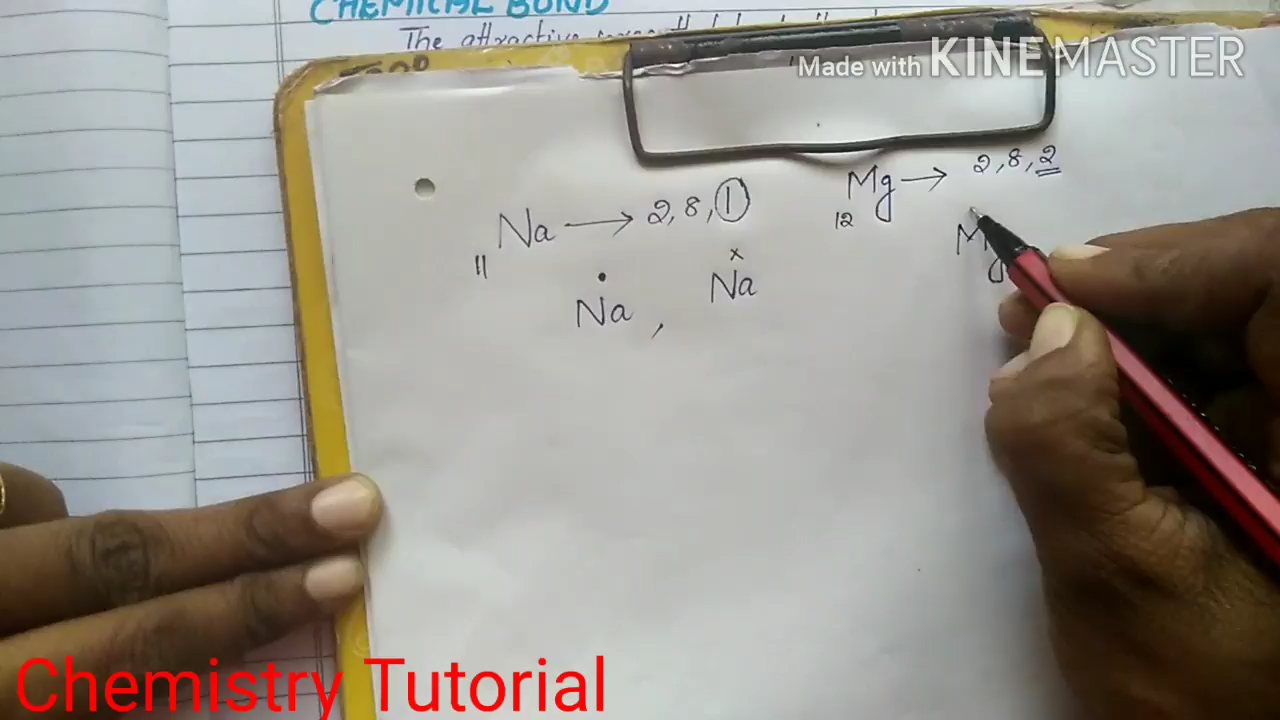 CHEMICAL BOND
The attractive
Made with KINEMASTER
Na → 2, 8, 1
11
Na , Na
Mg → 2, 8, 2
12
Mg
Chemistry Tutorial